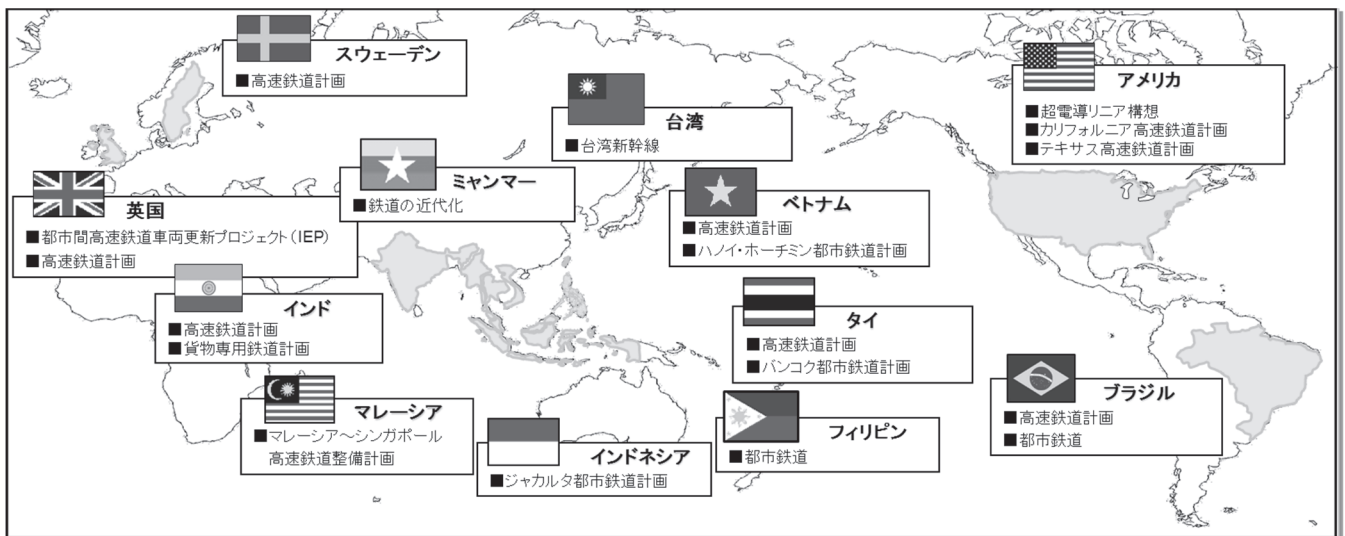 スウェーデン
■高速鉄道計画
台湾
■台湾新幹線
アメリカ
■超電導リニア構想
■カリフォルニア高速鉄道計画
■テキサス高速鉄道計画
英国
■都市間高速鉄道車両更新プロジェクト(IEP)
■高速鉄道計画
ミャンマー
■鉄道の近代化
ベトナム
■高速鉄道計画
■ハノイ・ホーチミン都市鉄道計画
インド
■高速鉄道計画
■貨物専用鉄道計画
タイ
■高速鉄道計画
■バンコク都市鉄道計画
マレーシア
■マレーシア~シンガポール
高速鉄道整備計画
インドネシア
■ジャカルタ都市鉄道計画
フィリピン
■都市鉄道
ブラジル
■高速鉄道計画
■都市鉄道